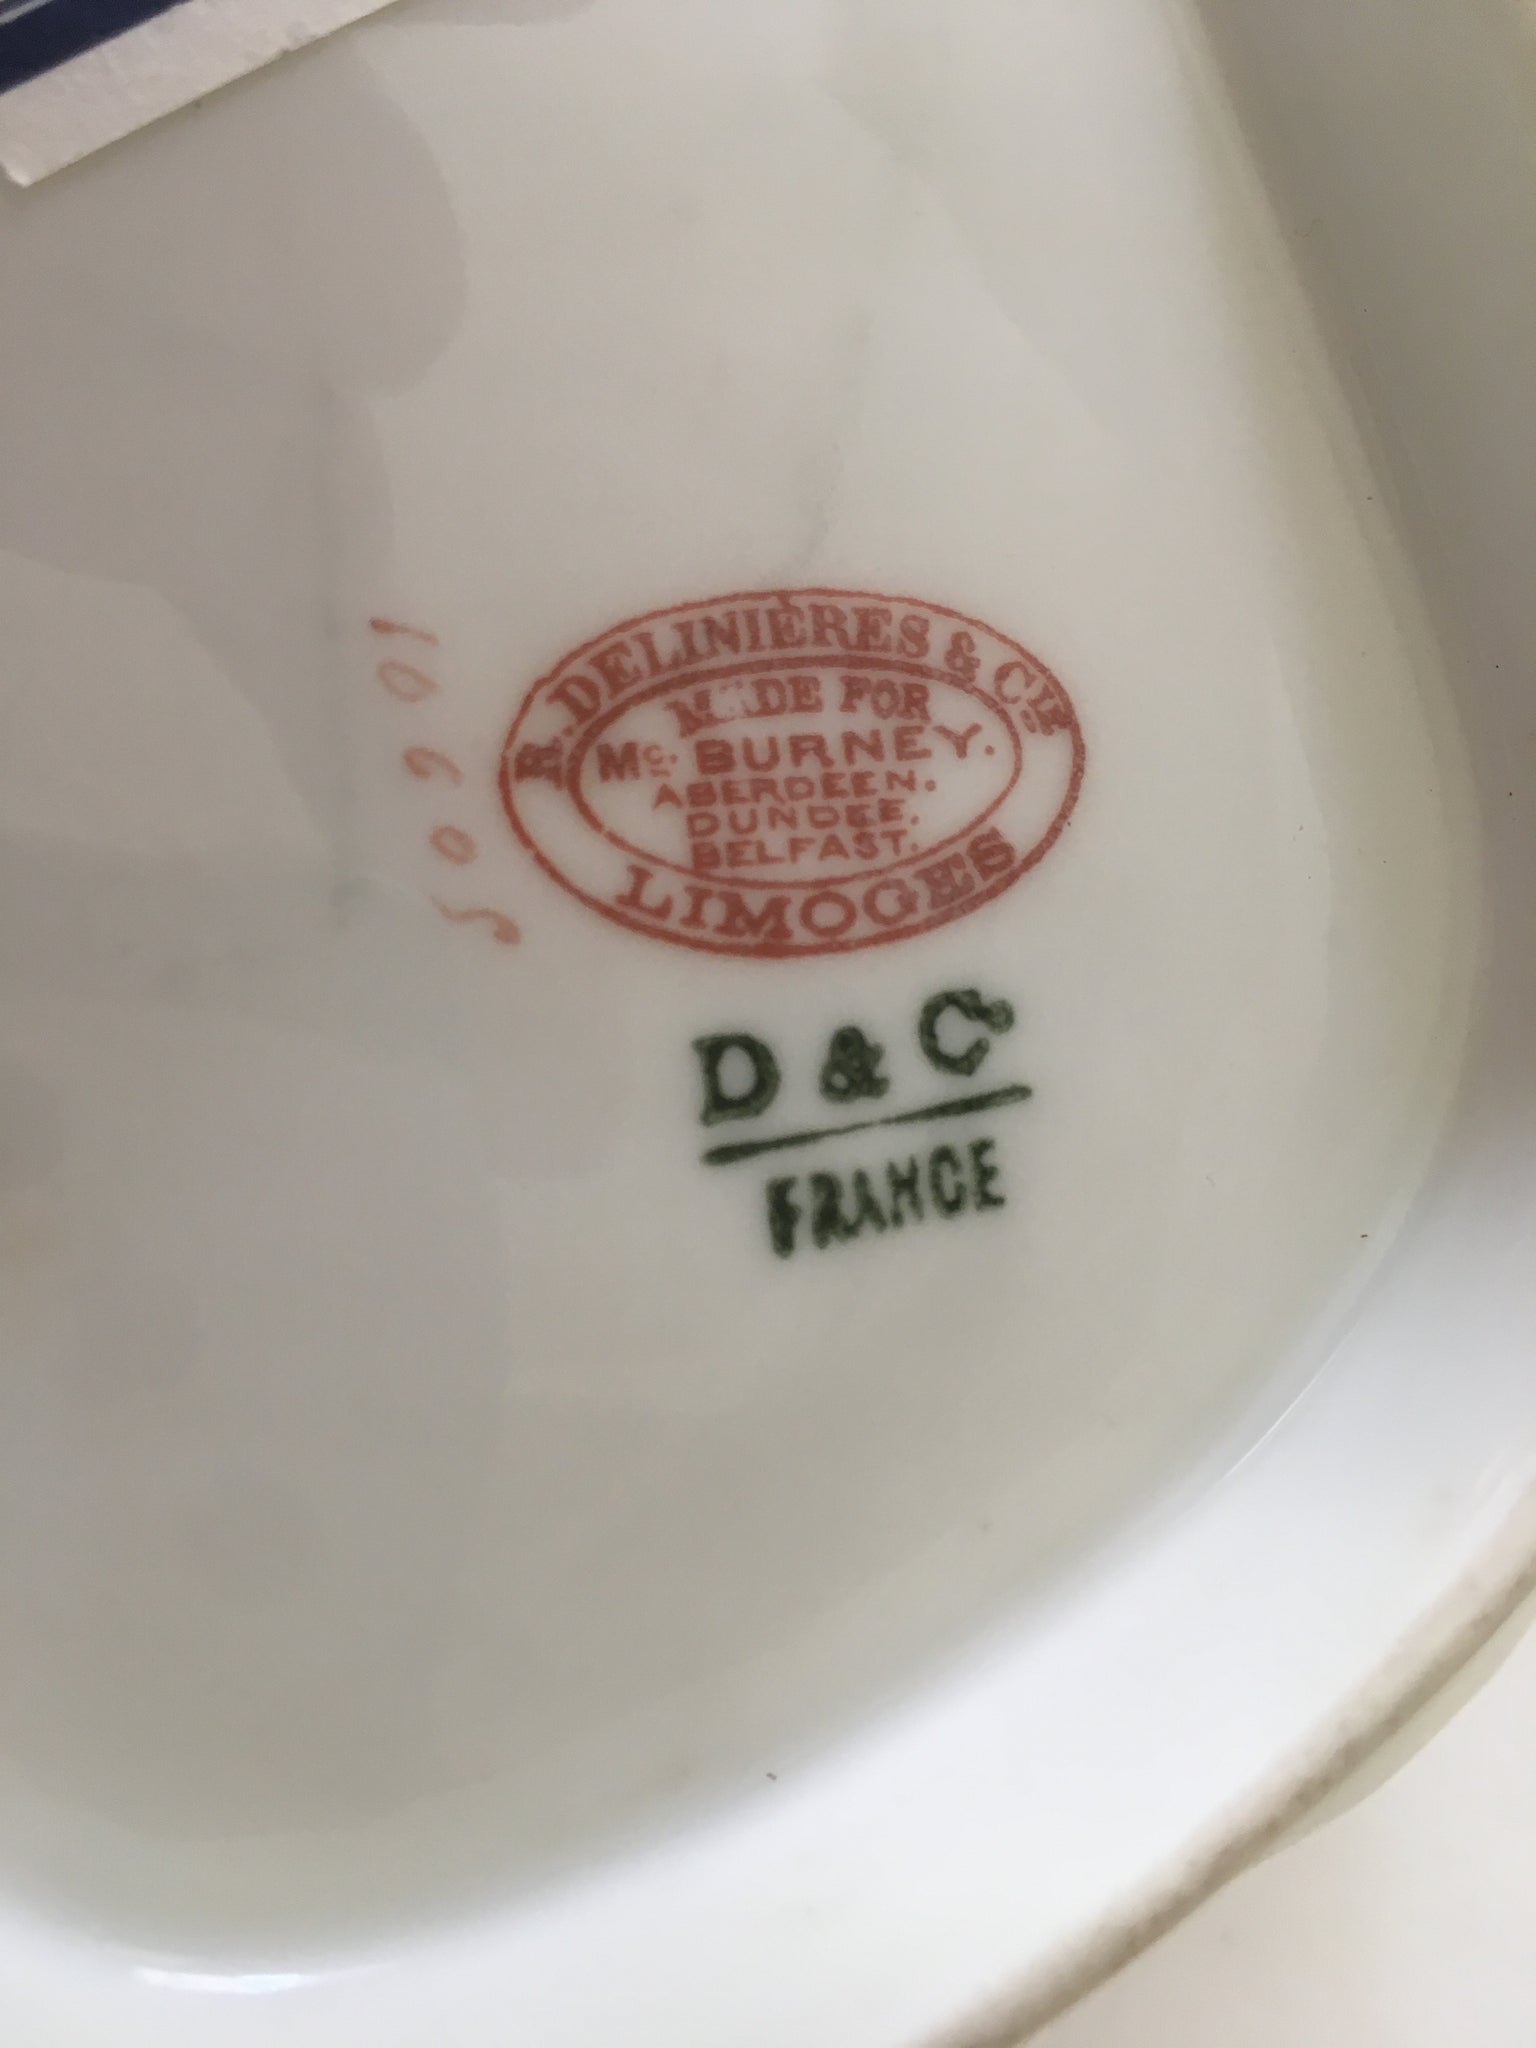 R. DELINIÈRES & CIE
MADE FOR
Mc. BURNEY.
ABERDEEN.
DUNDEE.
BELFAST.
LIMOGES
D & Co
FRANCE